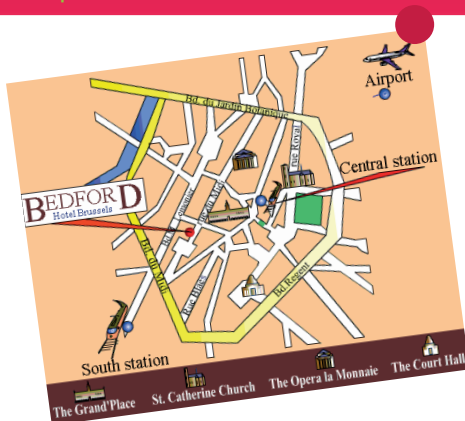 Airport
Bd. du Jardin Botanique
rue Royal
Central station
BEDFORD
Hotel Brussels
Bd. du Midi
Rue Blaes
Bd. Regent
South station
The Grand'Place
St. Catherine Church
The Opera la Monnaie
The Court Hall